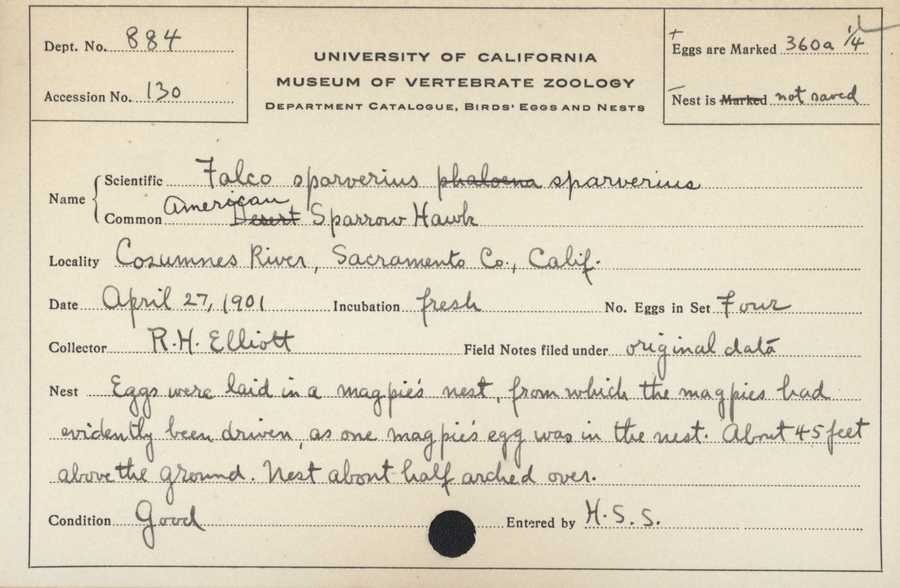 Dept. No. 884
Accession No. 130
UNIVERSITY OF CALIFORNIA
MUSEUM OF VERTEBRATE ZOOLOGY
DEPARTMENT CATALOGUE, BIRDS' EGGS AND NESTS
Eggs are Marked 360a 1/4
Nest is Marked not saved
Name
Scientific Falco sparverius phaloena sparverius
American
Common Desert Sparrow Hawk
Locality Cosumnes River, Sacramento Co., Calif.
Date April 27, 1901 Incubation fresh No. Eggs in Set Four
Collector R.H. Elliott Field Notes filed under original data
Nest Eggs were laid in a magpie's nest, from which the magpies had
evidently been driven, as one magpie's egg was in the nest. About 45 feet
above the ground. Nest about half arched over.
Condition Good Entered by H.S.S.